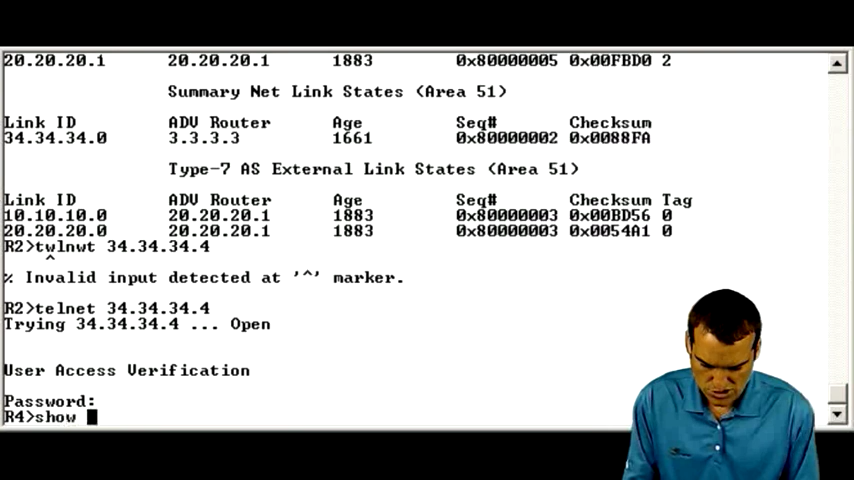 20.20.20.1 20.20.20.1 1883 0x80000005 0x00FBD0 2
Summary Net Link States (Area 51)
Link ID ADV Router Age Seq# Checksum
34.34.34.0 3.3.3.3 1661 0x80000002 0x0088FA
Type-7 AS External Link States (Area 51)
Link ID ADV Router Age Seq# Checksum Tag
10.10.10.0 20.20.20.1 1883 0x80000003 0x00BD56 0
20.20.20.0 20.20.20.1 1883 0x80000003 0x0054A1 0
R2>twlnwt 34.34.34.4
^
% Invalid input detected at '^' marker.
R2>telnet 34.34.34.4
Trying 34.34.34.4 ... Open
User Access Verification
Password:
R4>show